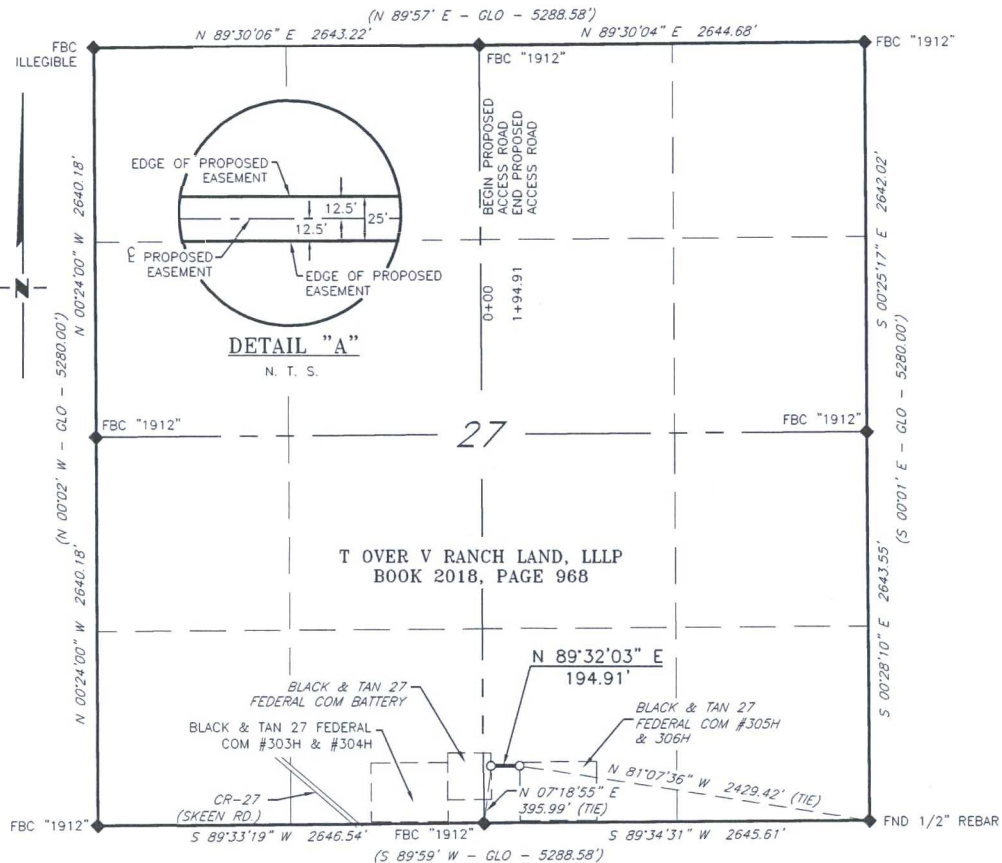 (N 89°57' E - GLO - 5288.58')
N 89°30'06" E 2643.22'
N 89°30'04" E 2644.68'
FBC
ILLEGIBLE
FBC "1912"
FBC "1912"
BEGIN PROPOSED
ACCESS ROAD
END PROPOSED
ACCESS ROAD
0+00
1+94.91
EDGE OF PROPOSED
EASEMENT
12.5'
12.5'
25'
℄ PROPOSED
EASEMENT
EDGE OF PROPOSED
EASEMENT
DETAIL "A"
N. T. S.
N
N 00°24'00" W 2640.18'
S 00°25'17" E 2642.02'
(N 00°02' W - GLO - 5280.00')
(S 00°01' E - GLO - 5280.00')
FBC "1912"
27
FBC "1912"
T OVER V RANCH LAND, LLLP
BOOK 2018, PAGE 968
N 00°24'00" W 2640.18'
S 00°28'10" E 2643.55'
N 89°32'03" E
194.91'
BLACK & TAN 27
FEDERAL COM BATTERY
BLACK & TAN 27 FEDERAL
COM #303H & #304H
BLACK & TAN 27
FEDERAL COM #305H
& 306H
N 81°07'36" W 2429.42' (TIE)
N 07°18'55" E
395.99' (TIE)
CR-27
(SKEEN RD.)
FBC "1912"
S 89°33'19" W 2646.54'
FBC "1912"
S 89°34'31" W 2645.61'
FND 1/2" REBAR
(S 89°59' W - GLO - 5288.58')